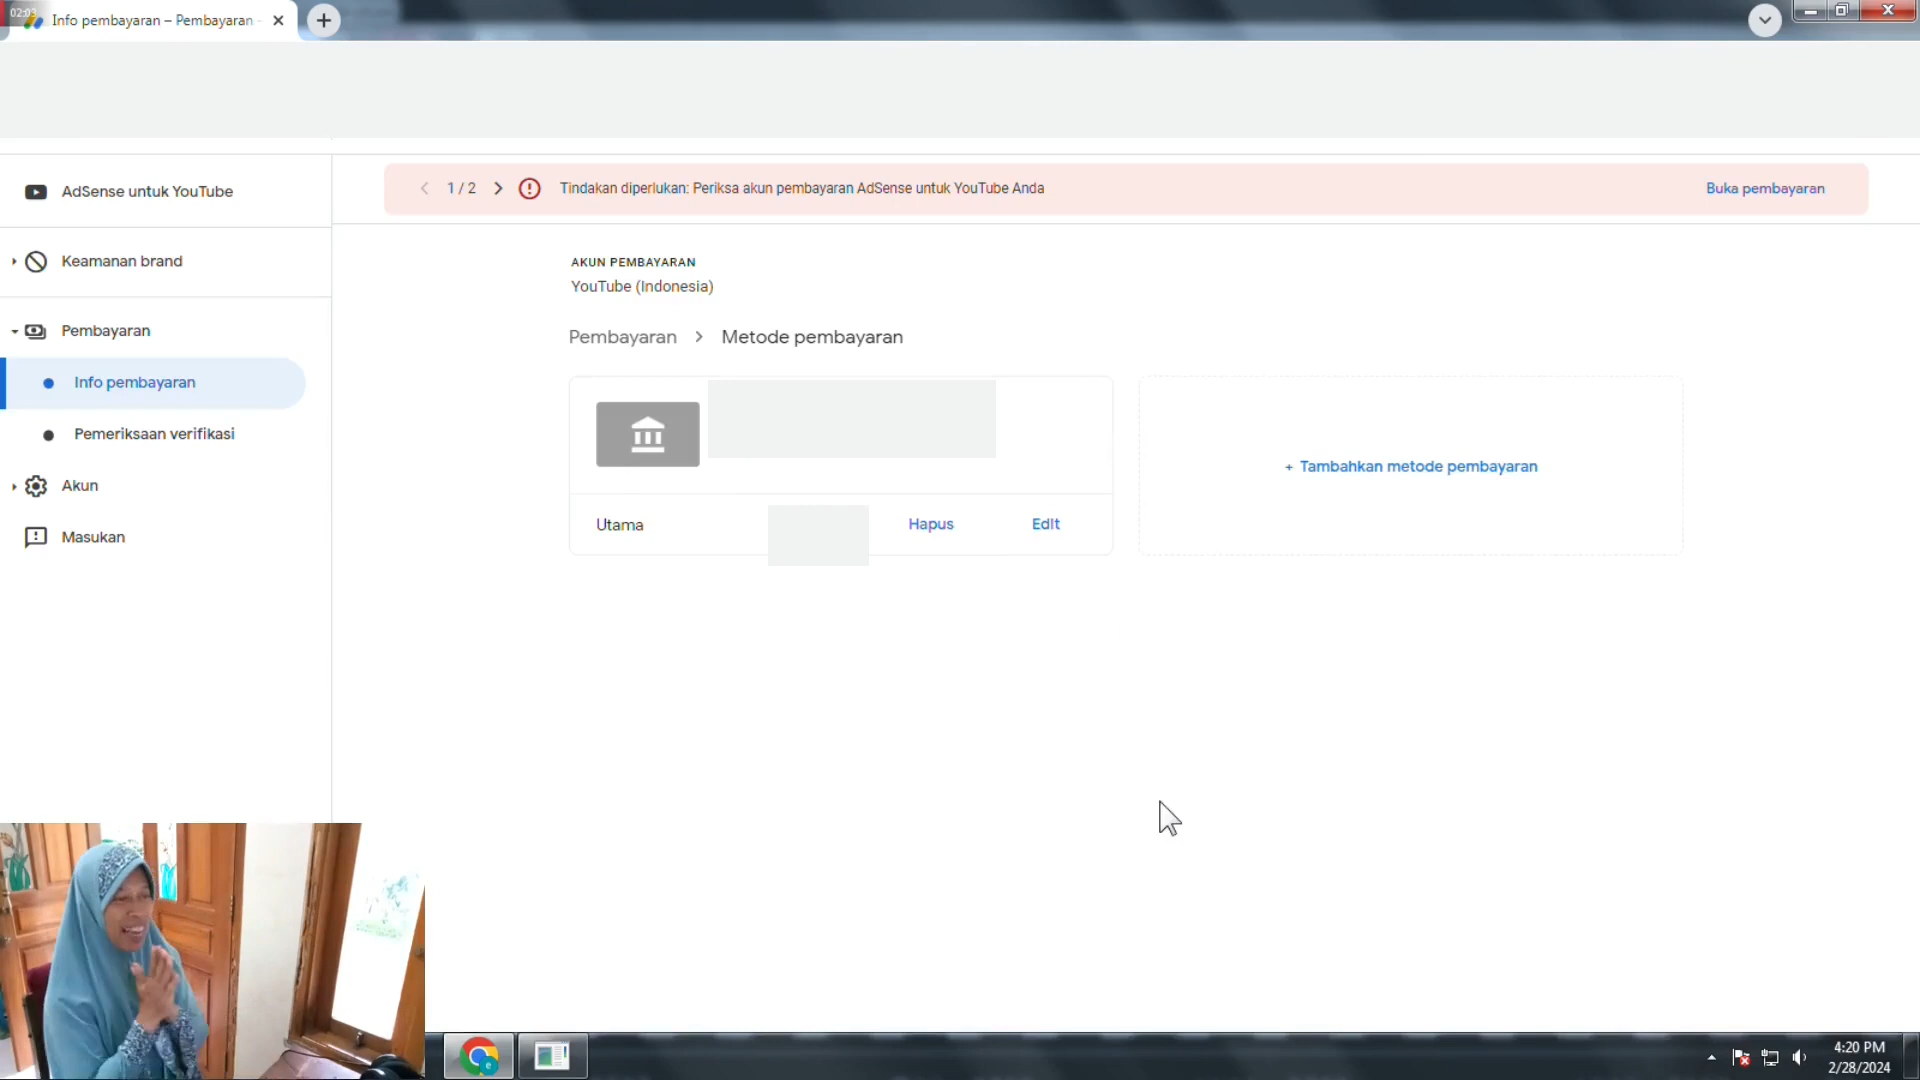 02:03
Info pembayaran – Pembayaran
AdSense untuk YouTube
Keamanan brand
Pembayaran
Info pembayaran
Pemeriksaan verifikasi
Akun
Masukan
1 / 2
Tindakan diperlukan: Periksa akun pembayaran AdSense untuk YouTube Anda
Buka pembayaran
AKUN PEMBAYARAN
YouTube (Indonesia)
Pembayaran > Metode pembayaran
Utama
Hapus
Edit
+ Tambahkan metode pembayaran
4:20 PM
2/28/2024